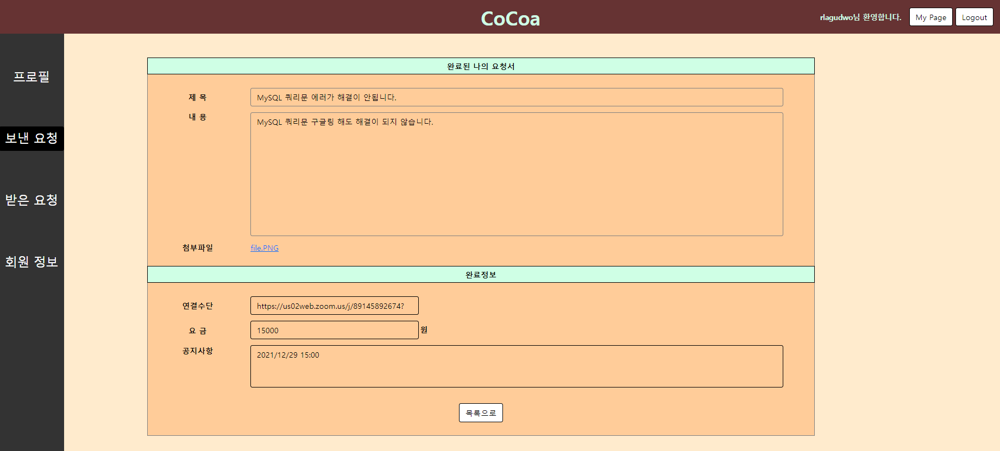 CoCoa
rlagudwo님 환영합니다.
My Page
Logout
프로필
보낸 요청
받은 요청
회원 정보
완료된 나의 요청서
제 목
MySQL 쿼리문 에러가 해결이 안됩니다.
내 용
MySQL 쿼리문 구글링 해도 해결이 되지 않습니다.
첨부파일
file.PNG
완료정보
연결수단
https://us02web.zoom.us/j/89145892674?
요 금
15000 원
공지사항
2021/12/29 15:00
목록으로